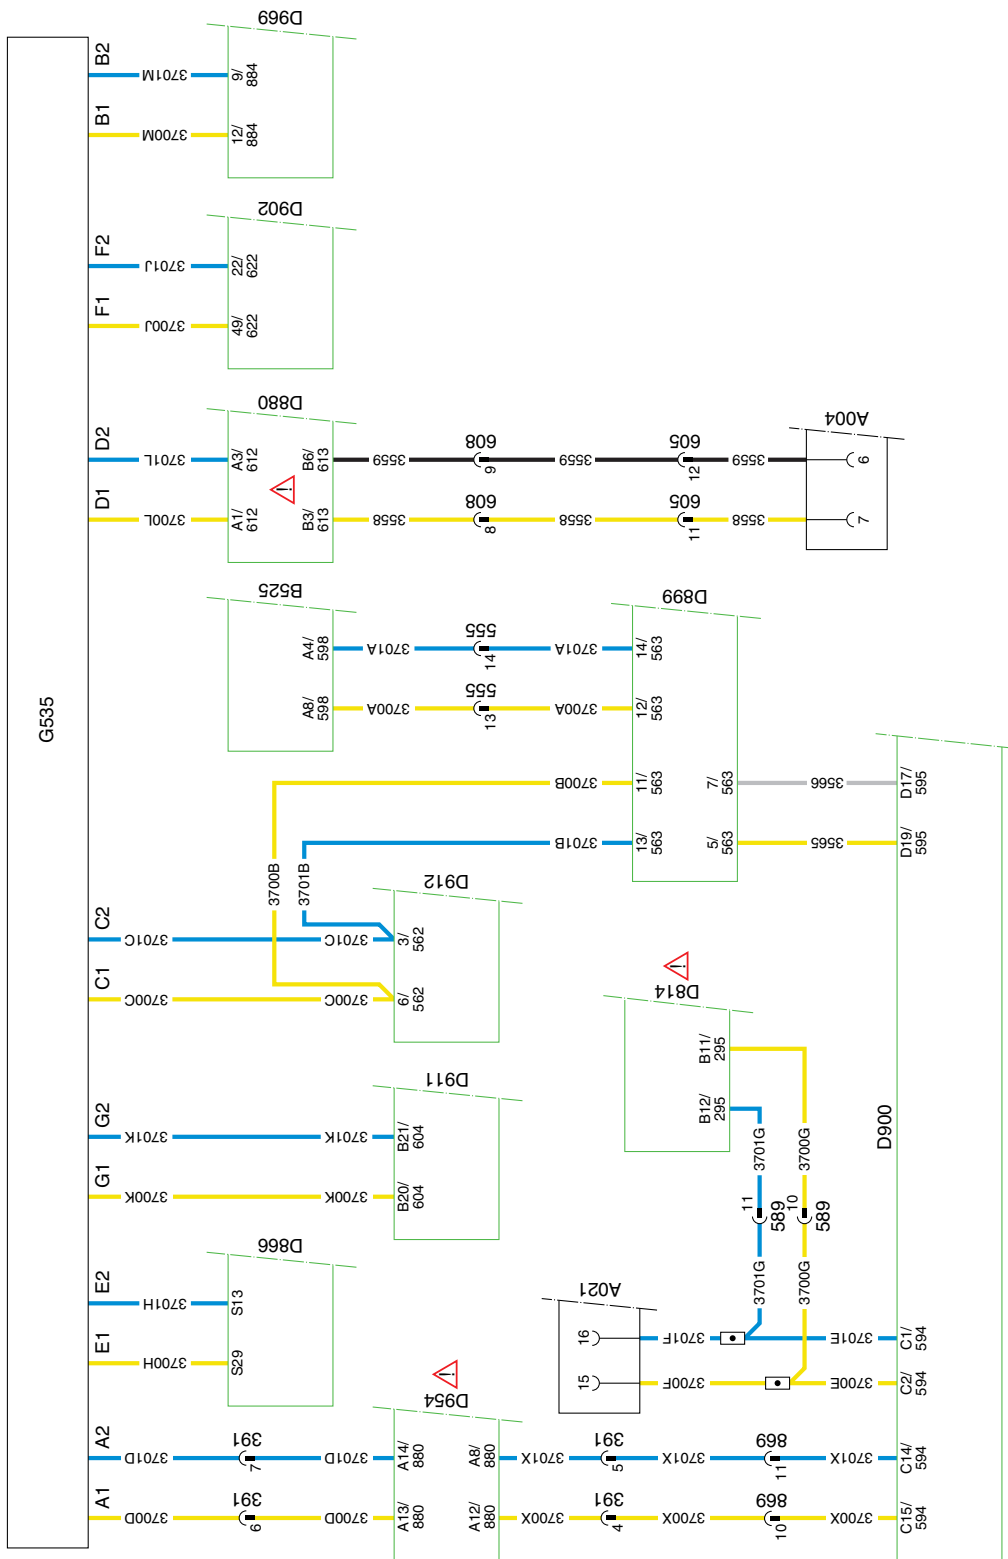 G535
B2
B1
F2
F1
D2
D1
C2
C1
G2
G1
E2
E1
A2
A1
3701M
3700M
D969
9/
884
12/
884
3701J
3700J
D902
22/
622
49/
622
3701L
3700L
D880
A3/
612
A1/
612
B6/
613
B3/
613
3559
608
9
3559
605
12
3559
3558
608
8
3558
605
11
3558
A004
6
7
B525
A4/
598
A8/
598
3701A
555
14
3701A
3700A
555
13
3700A
D899
14/
563
12/
563
11/
563
13/
563
7/
563
5/
563
3700B
3701B
3700B
3701B
3566
3565
D17/
595
D19/
595
3701C
3701C
3700C
3700C
D912
3/
562
6/
562
3701K
3701K
3700K
3700K
D911
B21/
604
B20/
604
D814
B11/
295
B12/
295
3701G
3700G
11
589
10
589
3701G
3700G
D900
3701H
3700H
D866
S13
S29
A021
16
15
3701F
3700F
3701E
3700E
C1/
594
C2/
594
3701D
391
7
3701D
3700D
391
6
3700D
D954
A14/
880
A13/
880
A8/
880
A12/
880
3701X
391
5
3701X
869
11
3701X
3700X
391
4
3700X
869
10
3700X
C14/
594
C15/
594